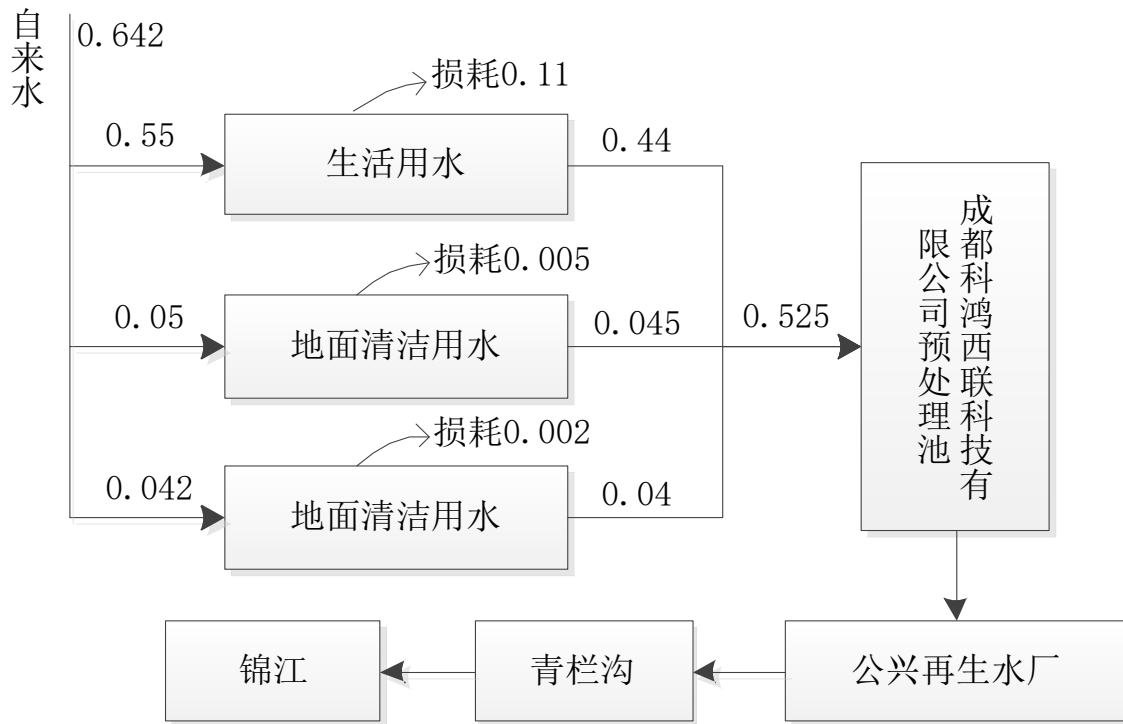 自来水
0.642
损耗0.11
0.55
生活用水
0.44
损耗0.005
0.05
地面清洁用水
0.045
0.525
成都科鸿西联科技有
限公司预处理池
损耗0.002
0.042
地面清洁用水
0.04
锦江
青栏沟
公兴再生水厂